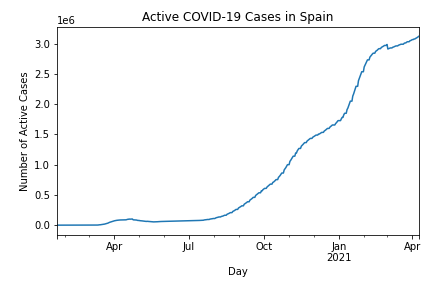 Active COVID-19 Cases in Spain
1e6
3.0
2.5
2.0
1.5
1.0
0.5
0.0
Number of Active Cases
Apr Jul Oct Jan Apr
2021
Day